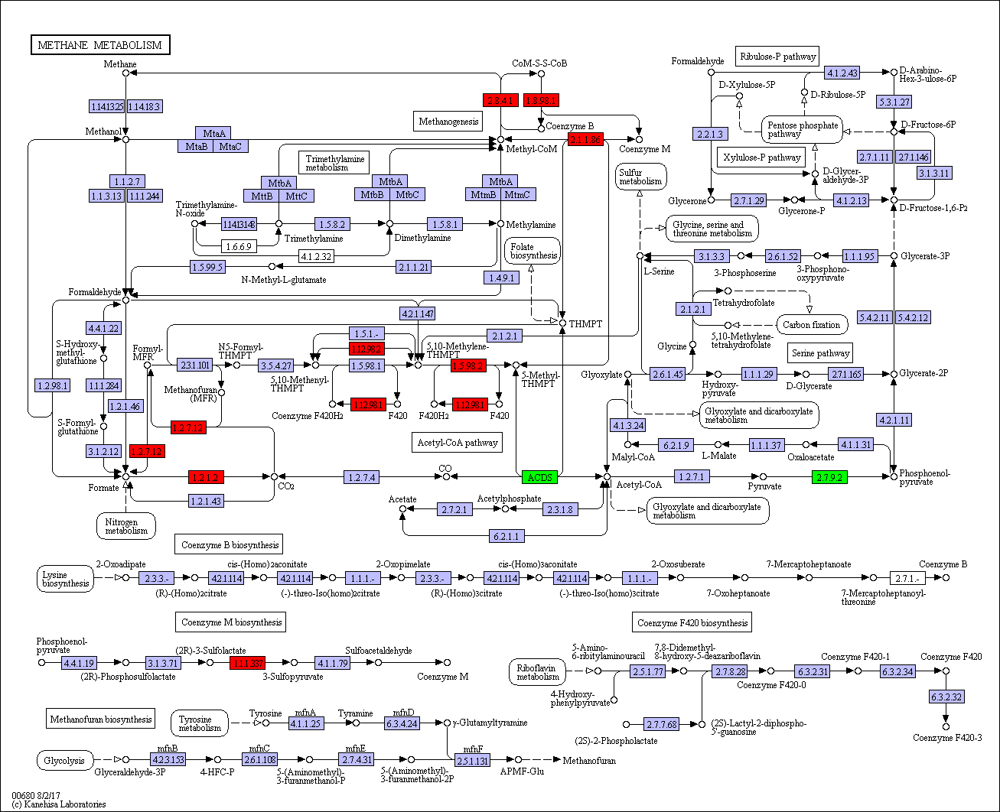 METHANE METABOLISM
Methane
CoM-S-S-CoB
Formaldehyde
Ribulose-P pathway
D-Arabino-
Hex-3-ulose-6P
4.1.2.43
D-Xylulose-5P
D-Ribulose-5P
1.14.13.25
1.14.18.3
2.8.4.1
1.8.98.1
5.3.1.27
Methanogenesis
Coenzyme B
Pentose phosphate
pathway
D-Fructose-6P
Methanol
MtaA
MtaB
MtaC
Methyl-CoM
2.1.1.86
Coenzyme M
2.2.1.3
Xylulose-P pathway
2.7.1.11
2.7.1.146
3.1.3.11
Trimethylamine
metabolism
Sulfur
metabolism
D-Glycer-
aldehyde-3P
1.1.2.7
1.1.3.13
1.1.1.244
MtbA
MttB
MttC
MtbA
MtbB
MtbC
MtbA
MtmB
MtmC
Glycerone
2.7.1.29
Glycerone-P
4.1.2.13
D-Fructose-1,6-P2
Trimethylamine-
N-oxide
1.14.13.148
Trimethylamine
1.5.8.2
Dimethylamine
1.5.8.1
Methylamine
Glycine, serine and
threonine metabolism
1.6.6.9
4.1.2.32
Folate
biosynthesis
1.5.99.5
N-Methyl-L-glutamate
2.1.1.21
1.4.9.1
L-Serine
3.1.3.3
3-Phosphoserine
2.6.1.52
3-Phosphono-
oxypyruvate
1.1.1.95
Glycerate-3P
Formaldehyde
Tetrahydrofolate
2.1.2.1
4.2.1.147
THMPT
Carbon fixation
5.4.2.11
5.4.2.12
4.4.1.22
1.5.1.-
2.1.2.1
5,10-Methylene-
tetrahydrofolate
S-Hydroxy-
methyl-
glutathione
Formyl-
MFR
N5-Formyl-
THMPT
1.12.98.2
5,10-Methylene-
THMPT
Glycine
Serine pathway
2.3.1.101
3.5.4.27
1.5.98.1
1.5.98.2
5,10-Methenyl-
THMPT
5-Methyl-
THMPT
Glyoxylate
2.6.1.45
Hydroxy-
pyruvate
1.1.1.29
D-Glycerate
2.7.1.165
Glycerate-2P
1.2.98.1
1.1.1.284
Methanofuran
(MFR)
1.2.1.46
1.12.98.1
1.12.98.1
Coenzyme F420H2
F420
F420H2
F420
Glyoxylate and dicarboxylate
metabolism
S-Formyl-
glutathione
1.2.7.12
4.1.3.24
4.2.1.11
3.1.2.12
1.2.7.12
Acetyl-CoA pathway
Malyl-CoA
6.2.1.9
L-Malate
1.1.1.37
Oxaloacetate
4.1.1.31
Formate
1.2.1.2
CO2
1.2.7.4
CO
ACDS
Acetyl-CoA
1.2.7.1
Pyruvate
2.7.9.2
Phosphoenol-
pyruvate
1.2.1.43
Acetate
2.7.2.1
Acetylphosphate
2.3.1.8
Glyoxylate and dicarboxylate
metabolism
Nitrogen
metabolism
6.2.1.1
Coenzyme B biosynthesis
Lysine
biosynthesis
2-Oxoadipate
2.3.3.-
(R)-(Homo)2citrate
4.2.1.114
cis-(Homo)2aconitate
4.2.1.114
(-)-threo-Iso(homo)2citrate
1.1.1.-
2-Oxopimelate
2.3.3.-
(R)-(Homo)3citrate
4.2.1.114
cis-(Homo)3aconitate
4.2.1.114
(-)-threo-Iso(homo)3citrate
1.1.1.-
2-Oxosuberate
7-Oxoheptanoate
7-Mercaptoheptanoate
7-Mercaptoheptanoyl-
threonine
2.7.1.-
Coenzyme B
Coenzyme M biosynthesis
Coenzyme F420 biosynthesis
Phosphoenol-
pyruvate
4.4.1.19
(2R)-Phosphosulfolactate
3.1.3.71
(2R)-3-Sulfolactate
1.1.1.337
3-Sulfopyruvate
4.1.1.79
Sulfoacetaldehyde
Coenzyme M
Riboflavin
metabolism
5-Amino-
6-ribitylaminouracil
2.5.1.77
7,8-Didemethyl-
8-hydroxy-5-deazariboflavin
2.7.8.28
Coenzyme F420-0
6.3.2.31
Coenzyme F420-1
6.3.2.34
Coenzyme F420
4-Hydroxy-
phenylpyruvate
6.3.2.32
Methanofuran biosynthesis
Tyrosine
metabolism
Tyrosine
mfnA
4.1.1.25
Tyramine
mfnD
6.3.4.24
γ-Glutamyltyramine
2.7.7.68
(2S)-2-Phospholactate
(2S)-Lactyl-2-diphospho-
5'-guanosine
Coenzyme F420-3
Glycolysis
Glyceraldehyde-3P
mfnB
4.2.3.153
4-HFC-P
mfnC
2.6.1.108
5-(Aminomethyl)-
3-furanmethanol-P
mfnE
2.7.4.31
5-(Aminomethyl)-
3-furanmethanol-2P
mfnF
2.5.1.131
APMF-Glu
Methanofuran
00680 8/2/17
(c) Kanehisa Laboratories